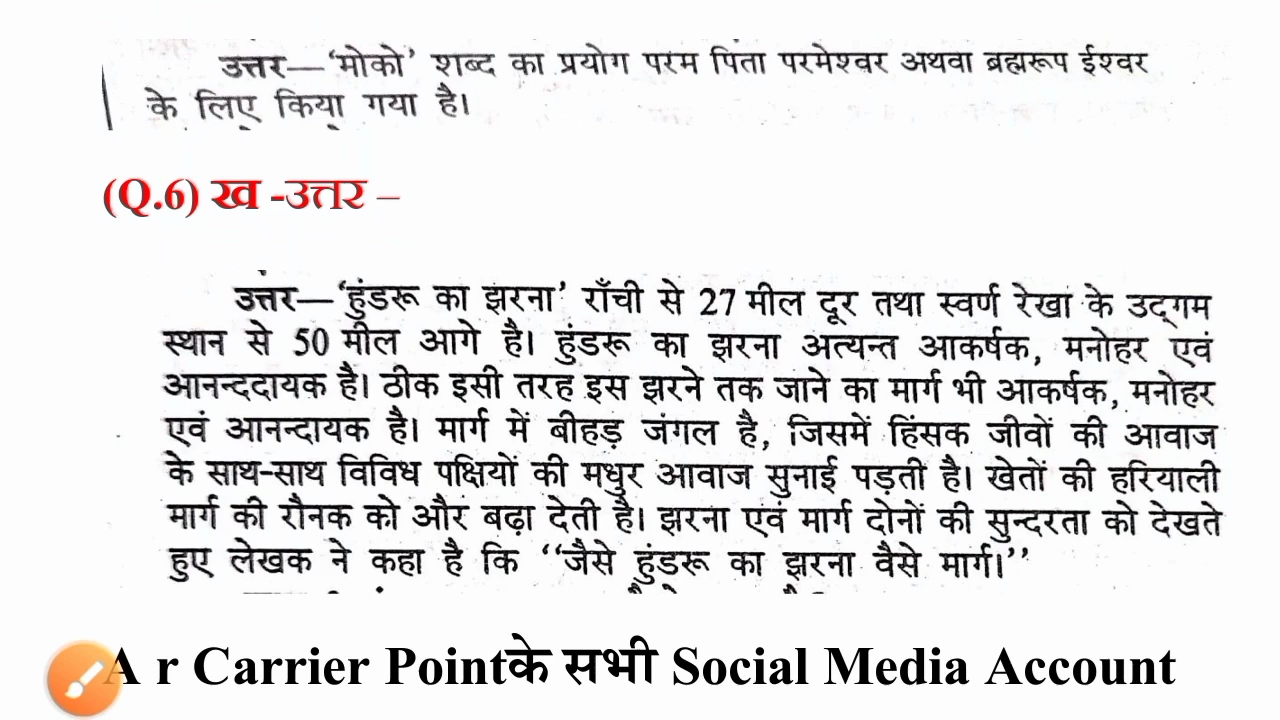 उत्तर—‘मोको’ शब्द का प्रयोग परम पिता परमेश्वर अथवा ब्रह्मरूप ईश्वर
के लिए किया गया है।
(Q.6) ख -उत्तर –
उत्तर—‘हुंडरू का झरना’ राँची से 27 मील दूर तथा स्वर्ण रेखा के उद्गम
स्थान से 50 मील आगे है। हुंडरू का झरना अत्यन्त आकर्षक, मनोहर एवं
आनन्ददायक है। ठीक इसी तरह इस झरने तक जाने का मार्ग भी आकर्षक, मनोहर
एवं आनन्दायक है। मार्ग में बीहड़ जंगल है, जिसमें हिंसक जीवों की आवाज
के साथ-साथ विविध पक्षियों की मधुर आवाज सुनाई पड़ती है। खेतों की हरियाली
मार्ग की रौनक को और बढ़ा देती है। झरना एवं मार्ग दोनों की सुन्दरता को देखते
हुए लेखक ने कहा है कि ‘‘जैसे हुंडरू का झरना वैसे मार्ग।’’
A r Carrier Pointके सभी Social Media Account